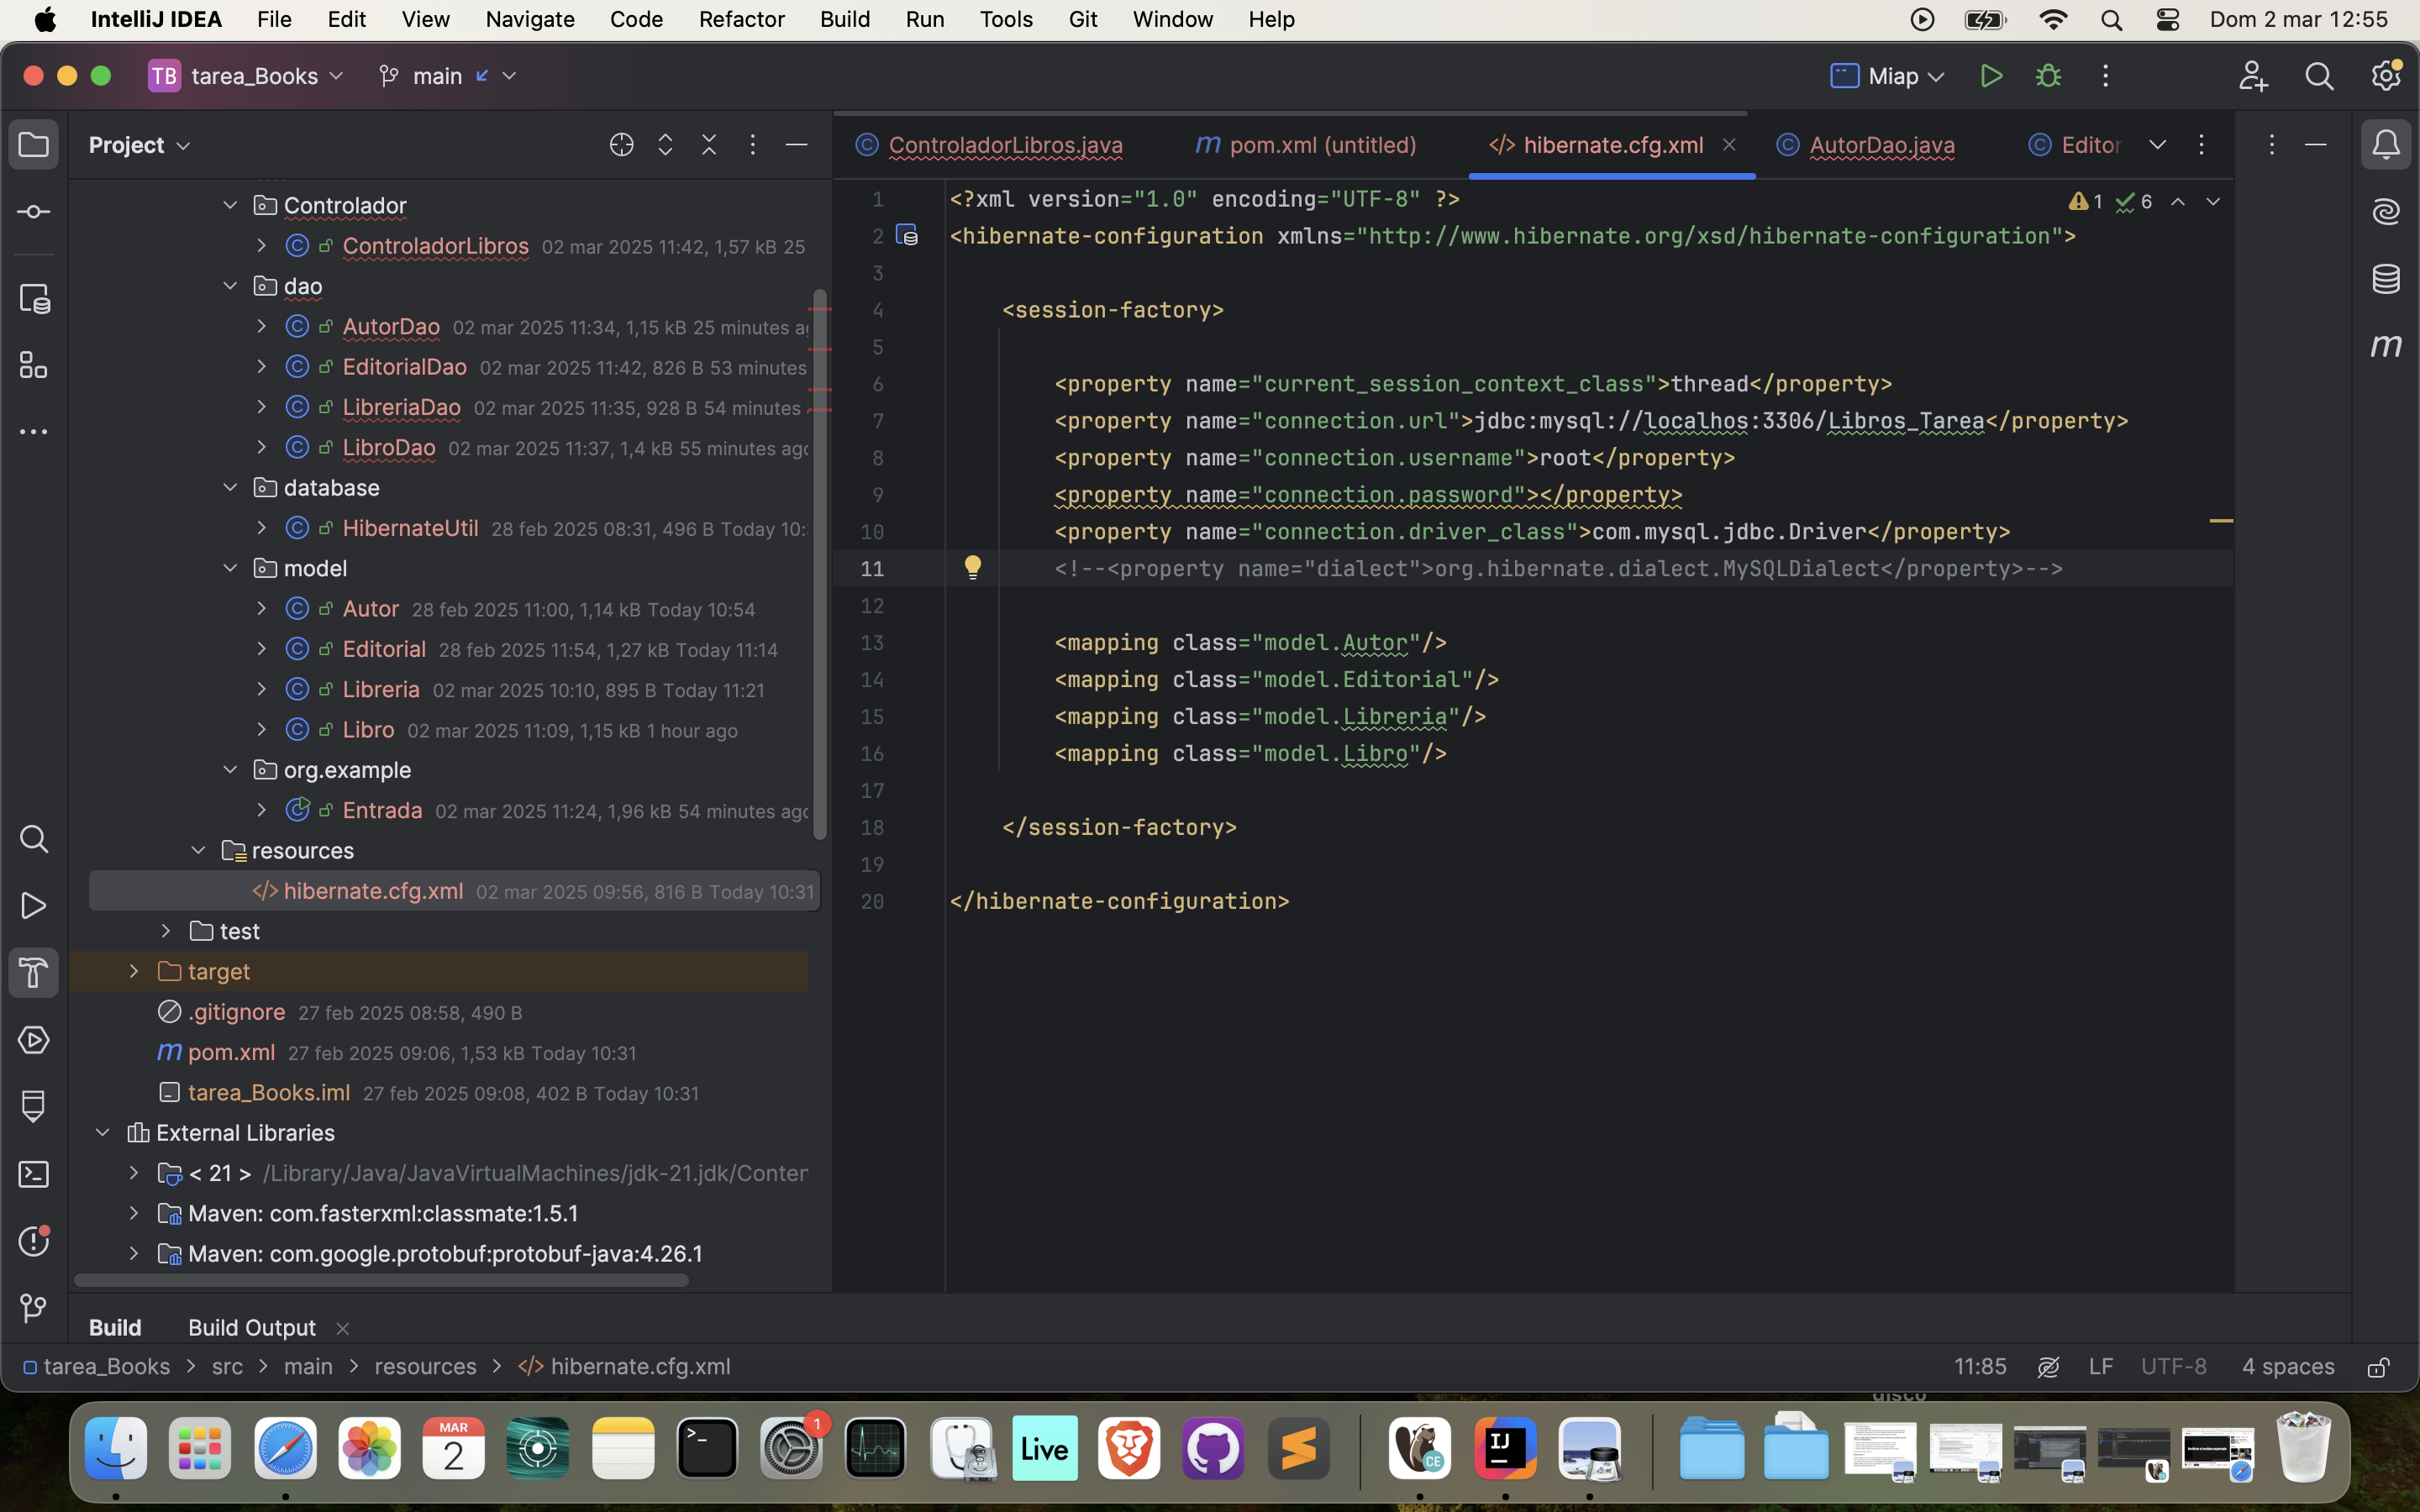 IntelliJ IDEA File Edit View Navigate Code Refactor Build Run Tools Git Window Help Dom 2 mar 12:55
TB tarea_Books main Miap
Project
Controlador
ControladorLibros 02 mar 2025 11:42, 1,57 kB 25
dao
AutorDao 02 mar 2025 11:34, 1,15 kB 25 minutes
EditorialDao 02 mar 2025 11:42, 826 B 53 minutes
LibreriaDao 02 mar 2025 11:35, 928 B 54 minutes
LibroDao 02 mar 2025 11:37, 1,4 kB 55 minutes ago
database
HibernateUtil 28 feb 2025 08:31, 496 B Today 10:
model
Autor 28 feb 2025 11:00, 1,14 kB Today 10:54
Editorial 28 feb 2025 11:54, 1,27 kB Today 11:14
Libreria 02 mar 2025 10:10, 895 B Today 11:21
Libro 02 mar 2025 11:09, 1,15 kB 1 hour ago
org.example
Entrada 02 mar 2025 11:24, 1,96 kB 54 minutes ago
resources
</> hibernate.cfg.xml 02 mar 2025 09:56, 816 B Today 10:31
test
target
.gitignore 27 feb 2025 08:58, 490 B
m pom.xml 27 feb 2025 09:06, 1,53 kB Today 10:31
tarea_Books.iml 27 feb 2025 09:08, 402 B Today 10:31
External Libraries
< 21 > /Library/Java/JavaVirtualMachines/jdk-21.jdk/Conten
Maven: com.fasterxml:classmate:1.5.1
Maven: com.google.protobuf:protobuf-java:4.26.1
ControladorLibros.java m pom.xml (untitled) </> hibernate.cfg.xml AutorDao.java Editor
1 6
1 <?xml version="1.0" encoding="UTF-8" ?>
2 <hibernate-configuration xmlns="http://www.hibernate.org/xsd/hibernate-configuration">
3
4 <session-factory>
5
6 <property name="current_session_context_class">thread</property>
7 <property name="connection.url">jdbc:mysql://localhos:3306/Libros_Tarea</property>
8 <property name="connection.username">root</property>
9 <property name="connection.password"></property>
10 <property name="connection.driver_class">com.mysql.jdbc.Driver</property>
11 <!--<property name="dialect">org.hibernate.dialect.MySQLDialect</property>-->
12
13 <mapping class="model.Autor"/>
14 <mapping class="model.Editorial"/>
15 <mapping class="model.Libreria"/>
16 <mapping class="model.Libro"/>
17
18 </session-factory>
19
20 </hibernate-configuration>
m
Build Build Output
tarea_Books > src > main > resources > </> hibernate.cfg.xml 11:85 LF UTF-8 4 spaces
disco
MAR
2
1
Live
CE
IJ